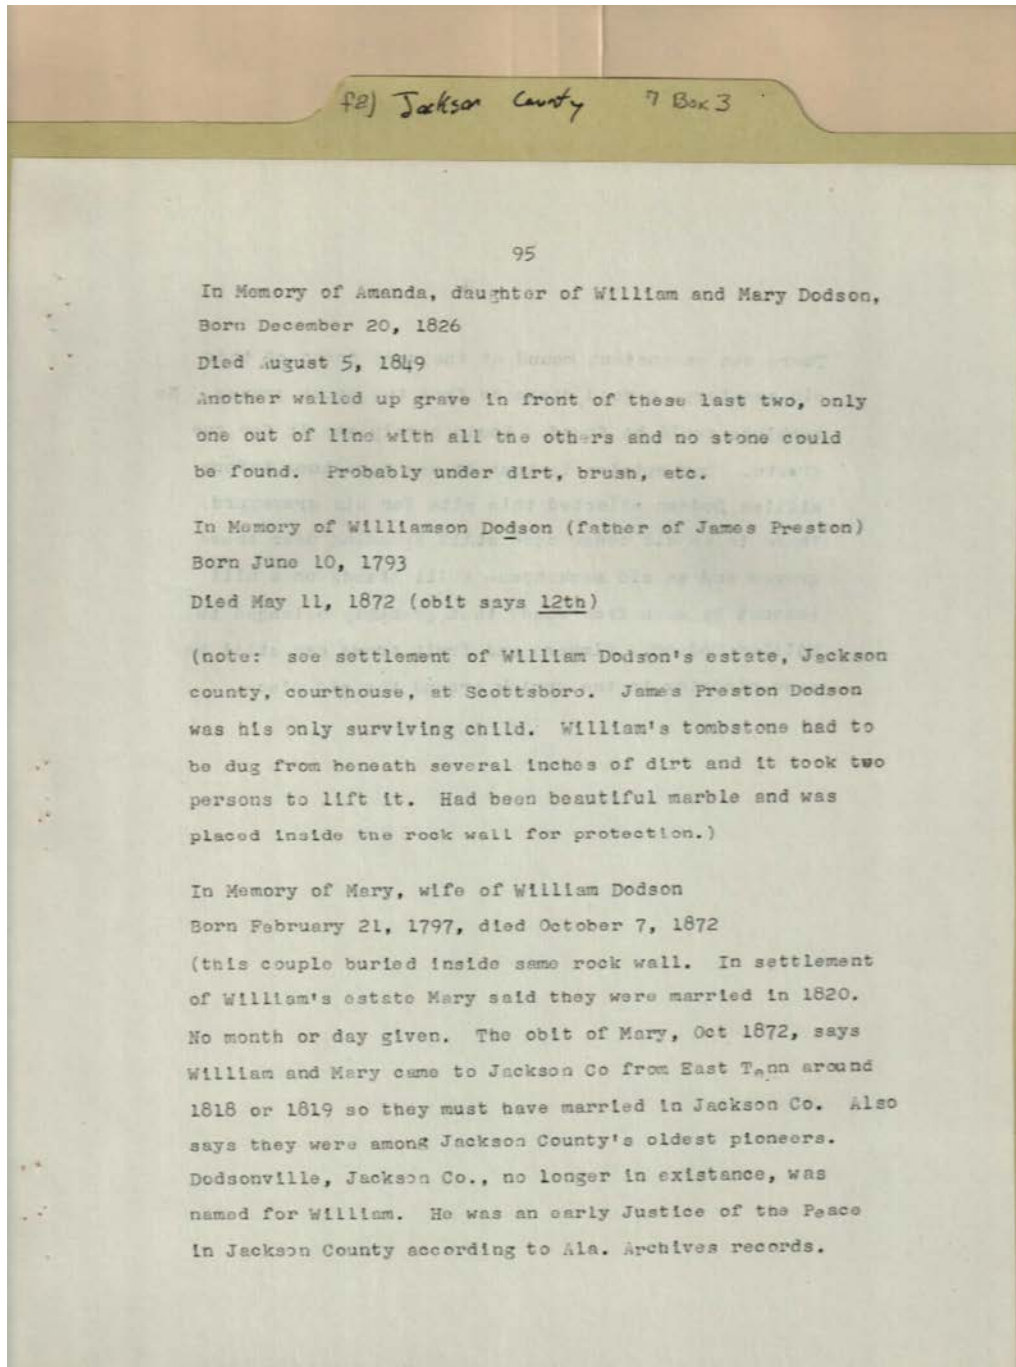 f2) Jackson County 7 Box 3
95
In Memory of Amanda, daughter of William and Mary Dodson,
Born December 20, 1826
Died August 5, 1849
Another walled up grave in front of these last two, only
one out of line with all the others and no stone could
be found. Probably under dirt, brush, etc.
In Memory of Williamson Dodson (father of James Preston)
Born June 10, 1793
Died May 11, 1872 (obit says 12th)
(note: see settlement of William Dodson's estate, Jackson
county, courthouse, at Scottsboro. James Preston Dodson
was his only surviving child. William's tombstone had to
be dug from beneath several inches of dirt and it took two
persons to lift it. Had been beautiful marble and was
placed inside the rock wall for protection.)
In Memory of Mary, wife of William Dodson
Born February 21, 1797, died October 7, 1872
(this couple buried inside same rock wall. In settlement
of William's estate Mary said they were married in 1820.
No month or day given. The obit of Mary, Oct 1872, says
William and Mary came to Jackson Co from East Tenn around
1818 or 1819 so they must have married in Jackson Co. Also
says they were among Jackson County's oldest pioneers.
Dodsonville, Jackson Co., no longer in existance, was
named for William. He was an early Justice of the Peace
in Jackson County according to Ala. Archives records.